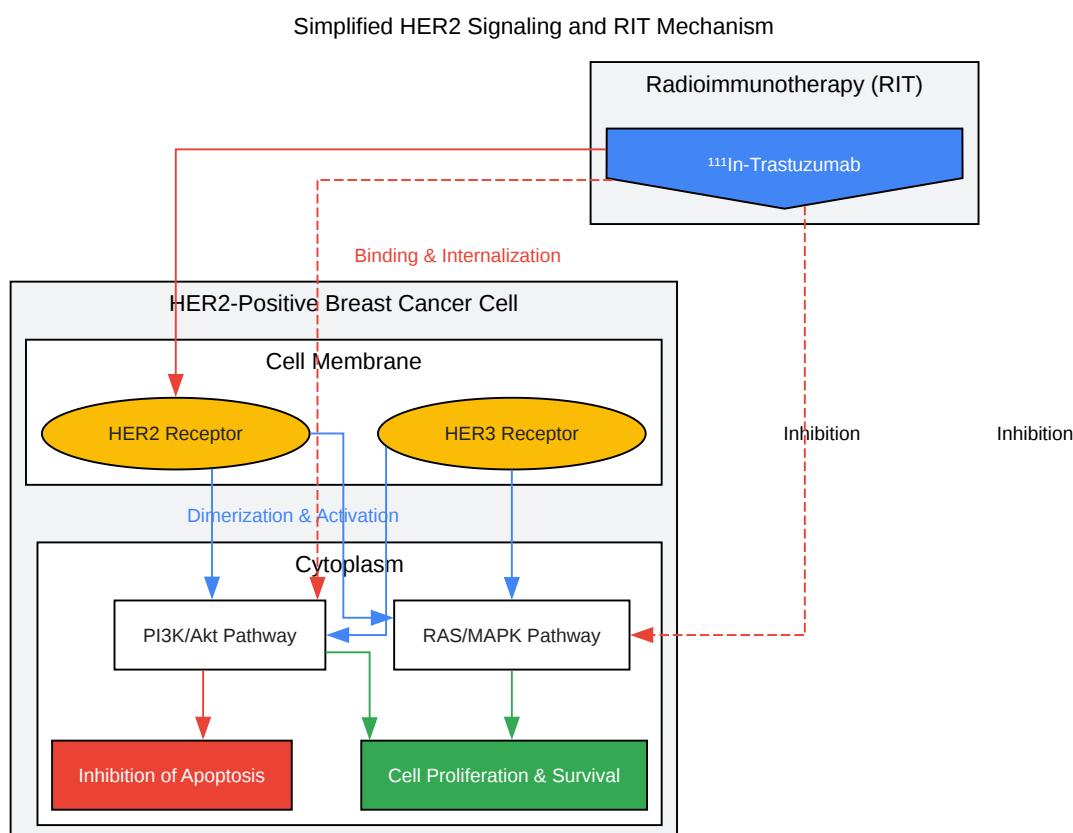 Simplified HER2 Signaling and RIT Mechanism
Radioimmunotherapy (RIT)
¹¹¹In-Trastuzumab
Binding & Internalization
HER2-Positive Breast Cancer Cell
Cell Membrane
HER2 Receptor
HER3 Receptor
Inhibition
Inhibition
Dimerization & Activation
Cytoplasm
PI3K/Akt Pathway
RAS/MAPK Pathway
Inhibition of Apoptosis
Cell Proliferation & Survival